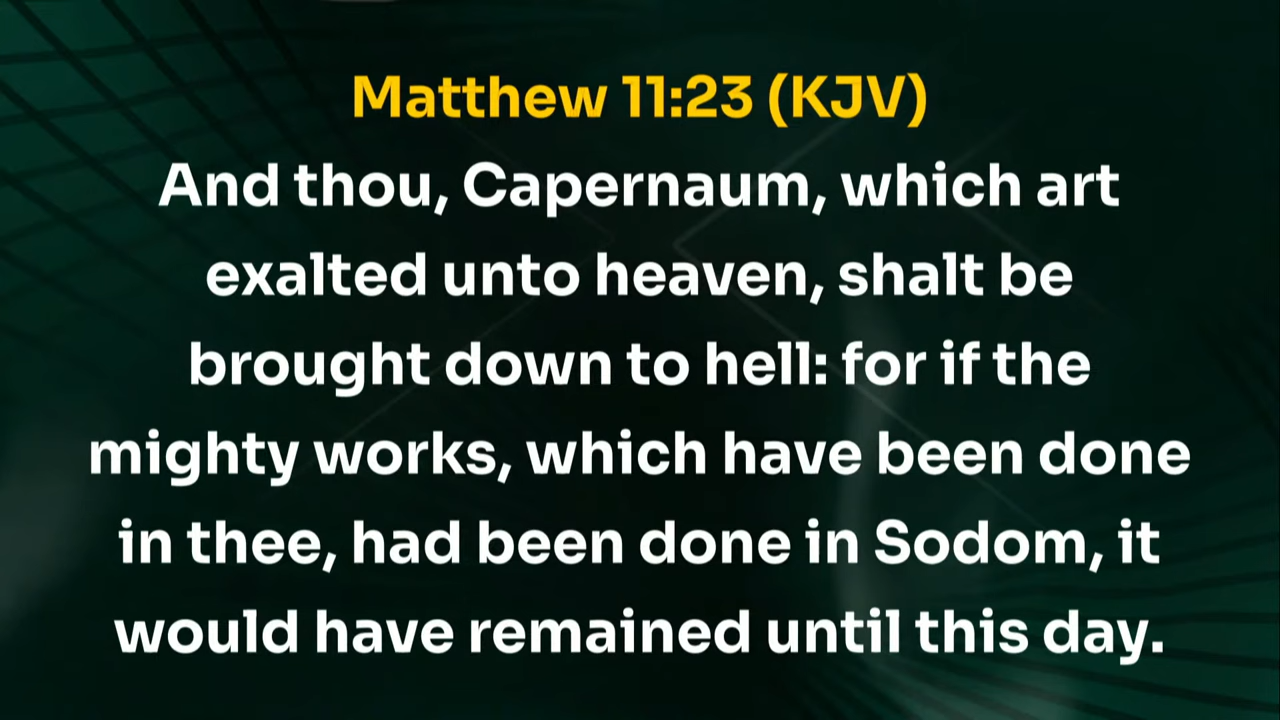 Matthew 11:23 (KJV)
And thou, Capernaum, which art
exalted unto heaven, shalt be
brought down to hell: for if the
mighty works, which have been done
in thee, had been done in Sodom, it
would have remained until this day.